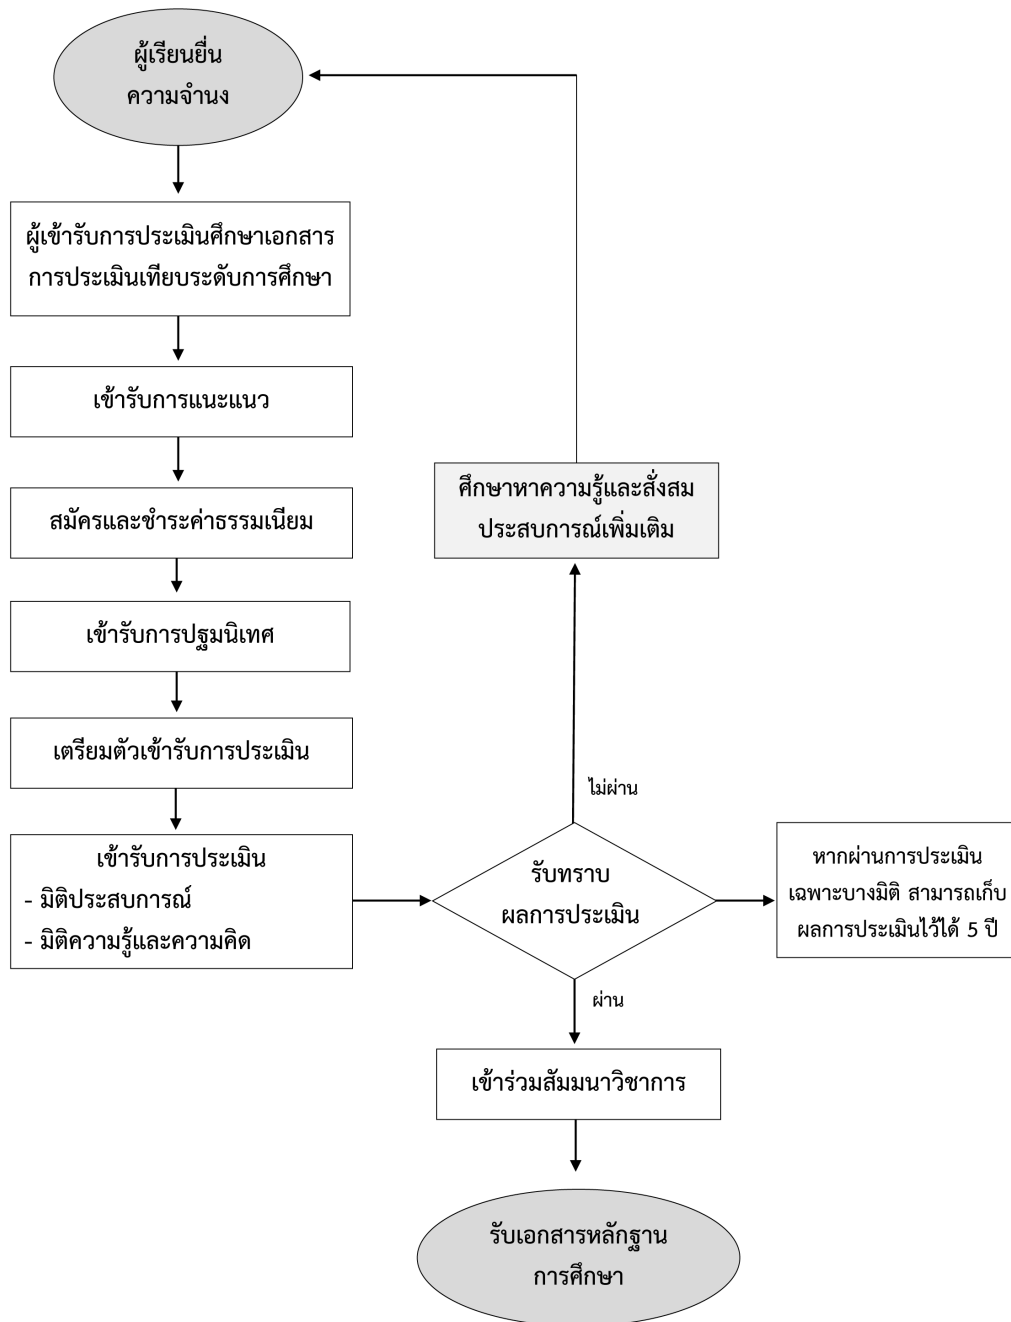 ผู้เรียนยื่น
ความจำนง
ผู้เข้ารับการประเมินศึกษาเอกสาร
การประเมินเทียบระดับการศึกษา
เข้ารับการแนะแนว
สมัครและชำระค่าธรรมเนียม
เข้ารับการปฐมนิเทศ
เตรียมตัวเข้ารับการประเมิน
เข้ารับการประเมิน
- มิติประสบการณ์
- มิติความรู้และความคิด
ศึกษาหาความรู้และสั่งสม
ประสบการณ์เพิ่มเติม
ไม่ผ่าน
รับทราบ
ผลการประเมิน
หากผ่านการประเมิน
เฉพาะบางมิติ สามารถเก็บ
ผลการประเมินไว้ได้ 5 ปี
ผ่าน
เข้าร่วมสัมมนาวิชาการ
รับเอกสารหลักฐาน
การศึกษา